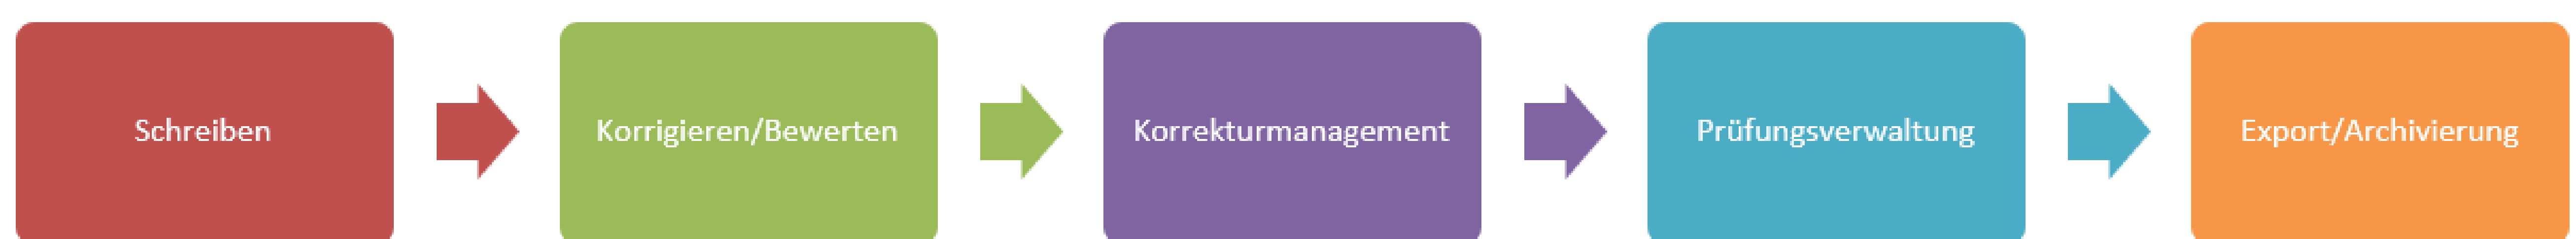 Schreiben
Korrigieren/Bewerten
Korrekturmanagement
Prüfungsverwaltung
Export/Archivierung